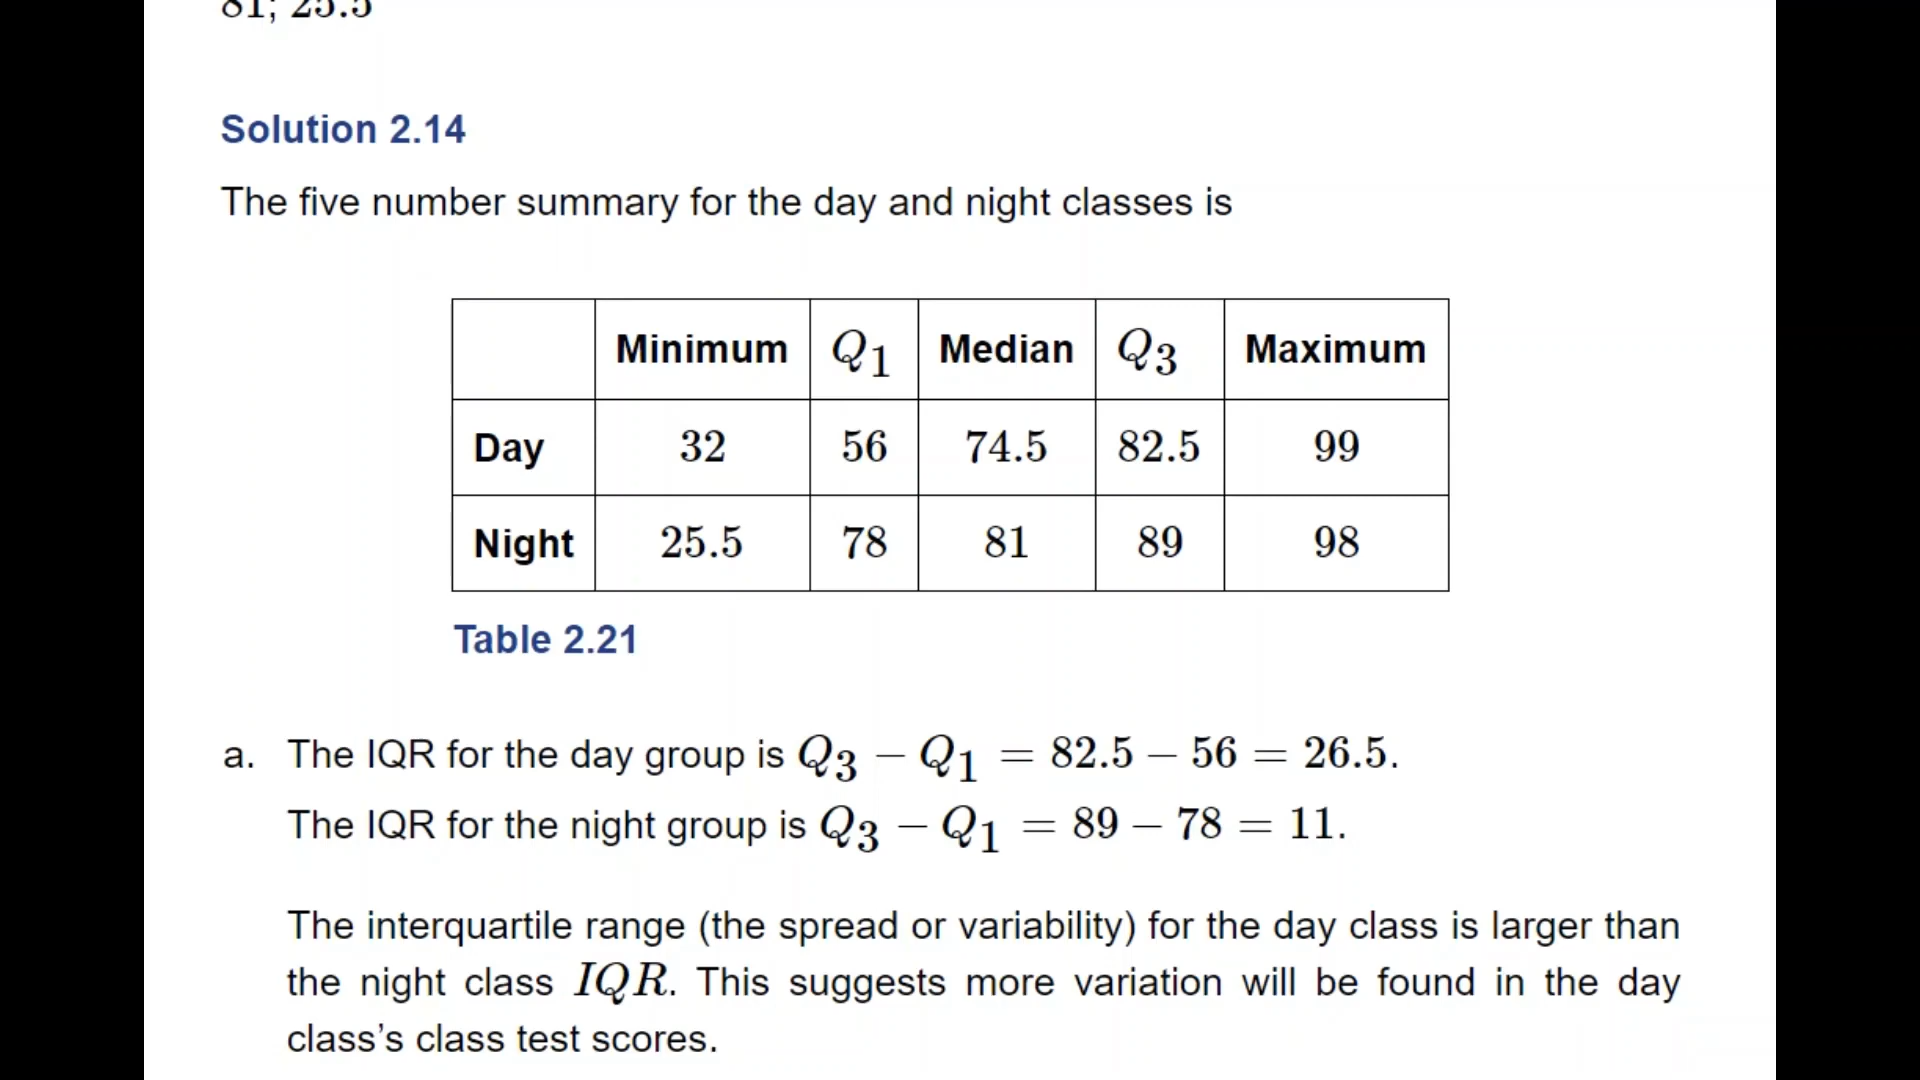 81; 25.5
Solution 2.14
The five number summary for the day and night classes is
Minimum Q1 Median Q3 Maximum
Day 32 56 74.5 82.5 99
Night 25.5 78 81 89 98
Table 2.21
a. The IQR for the day group is Q3 − Q1 = 82.5 − 56 = 26.5.
The IQR for the night group is Q3 − Q1 = 89 − 78 = 11.
The interquartile range (the spread or variability) for the day class is larger than
the night class IQR. This suggests more variation will be found in the day
class’s class test scores.